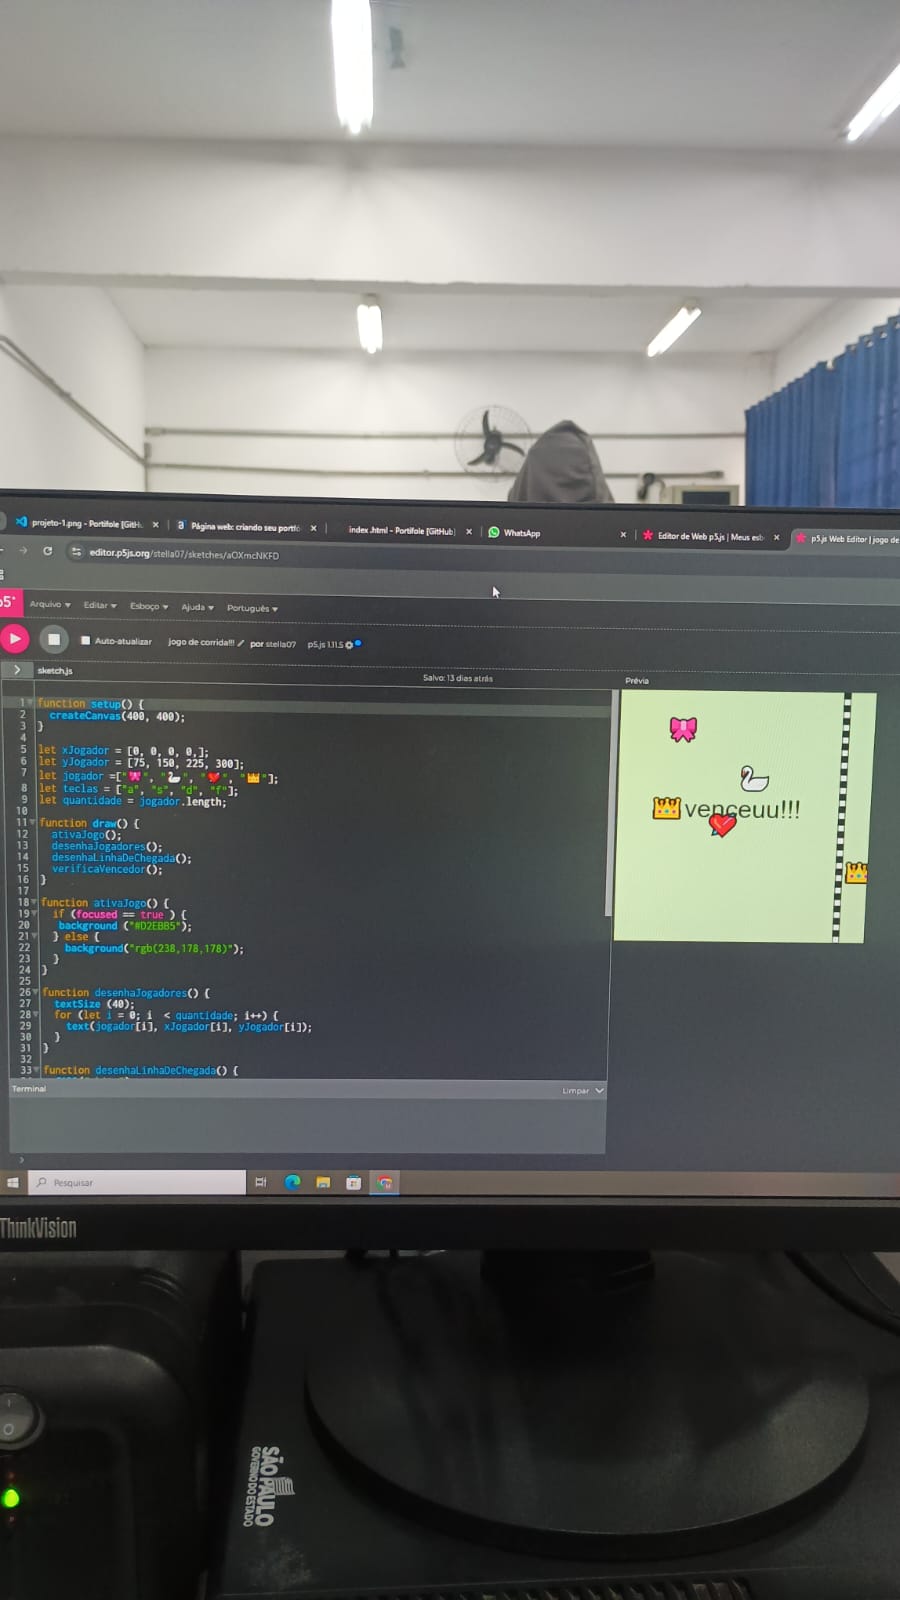 projeto-1.png - Portifole [GitH
Página web: criando seu portfó
index .html - Portifole [GitHub]
WhatsApp
Editor de Web p5.js | Meus esb
p5.js Web Editor | jogo de
editor.p5js.org/stella07/sketches/aOXmcNKFD
p5*
Arquivo
Editar
Esboço
Ajuda
Português
Auto-atualizar
jogo de corrida!!!
por stella07
p5.js 1.11.5
sketch.js
Salvo: 13 dias atrás
Prévia
1 function setup() {
2 createCanvas(400, 400);
3 }
4
5 let xJogador = [0, 0, 0, 0,];
6 let yJogador = [75, 150, 225, 300];
7 let jogador =["🎀", "🦢", "❤️", "👑"];
8 let teclas = ["a", "s", "d", "f"];
9 let quantidade = jogador.length;
10
11 function draw() {
12 ativaJogo();
13 desenhaJogadores();
14 desenhaLinhaDeChegada();
15 verificaVencedor();
16 }
17
18 function ativaJogo() {
19 if (focused == true ) {
20 background ("#D2EBB5");
21 } else {
22 background("rgb(238,178,178)");
23 }
24 }
25
26 function desenhaJogadores() {
27 textSize (40);
28 for (let i = 0; i < quantidade; i++) {
29 text(jogador[i], xJogador[i], yJogador[i]);
30 }
31 }
32
33 function desenhaLinhaDeChegada() {
👑venceuu!!!
Terminal
Limpar
Pesquisar
ThinkVision
SÃO PAULO
GOVERNO DO ESTADO